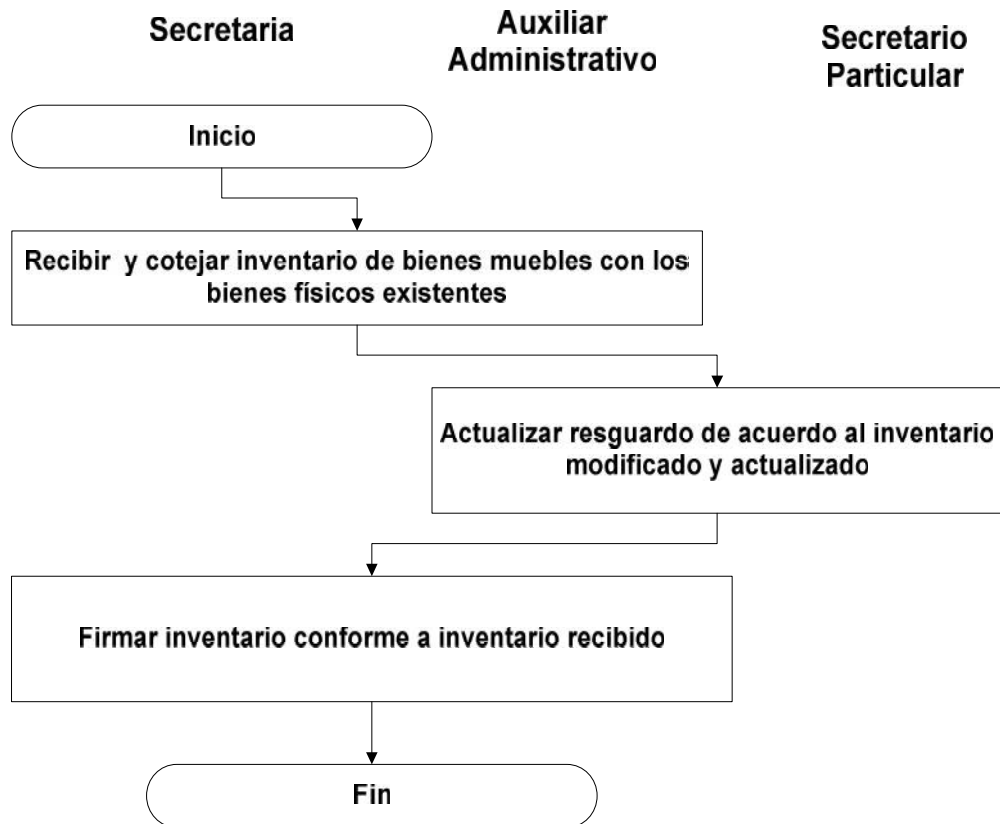 Secretaria
Auxiliar
Administrativo
Secretario
Particular
Inicio
Recibir y cotejar inventario de bienes muebles con los
bienes físicos existentes
Actualizar resguardo de acuerdo al inventario
modificado y actualizado
Firmar inventario conforme a inventario recibido
Fin